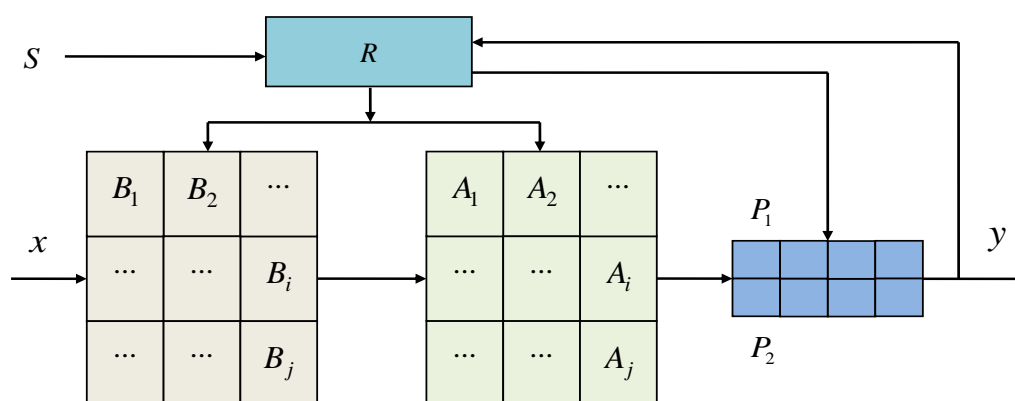 S
R
B₁ B₂ ...
A₁ A₂ ...
P₁
x
y
... ... Bᵢ
... ... Aᵢ
P₂
... ... Bⱼ
... ... Aⱼ